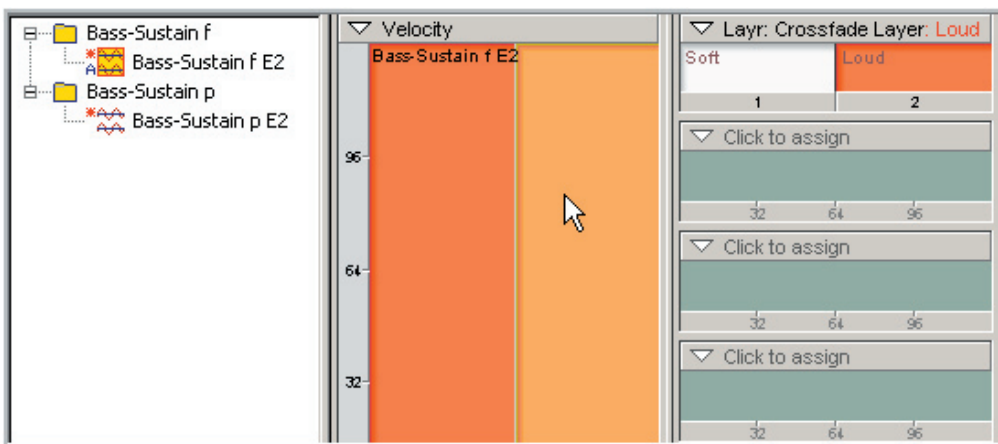 Bass-Sustain f
A Bass-Sustain f E2
Bass-Sustain p
Bass-Sustain p E2
Velocity
Bass-Sustain f E2
96
64
32
Layr: Crossfade Layer: Loud
Soft Loud
1 2
Click to assign
32 64 96
Click to assign
32 64 96
Click to assign
32 64 96